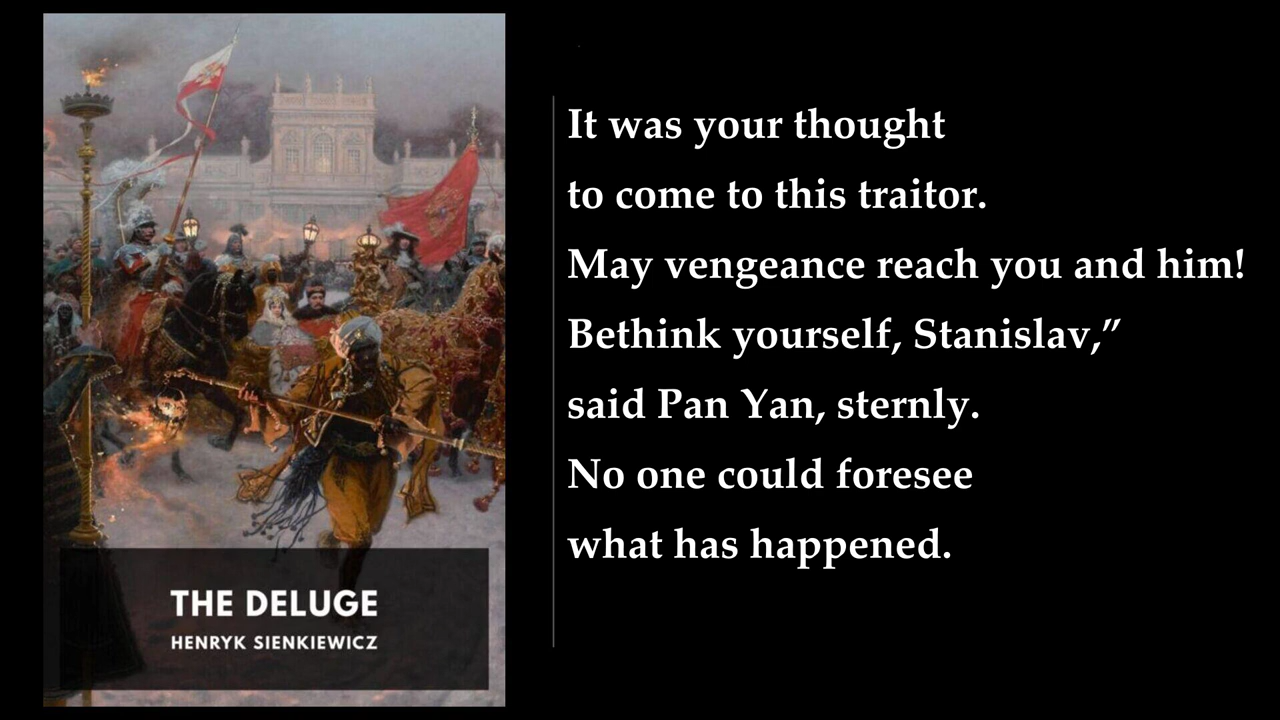 THE DELUGE
HENRYK SIENKIEWICZ
It was your thought
to come to this traitor.
May vengeance reach you and him!
Bethink yourself, Stanislav,”
said Pan Yan, sternly.
No one could foresee
what has happened.